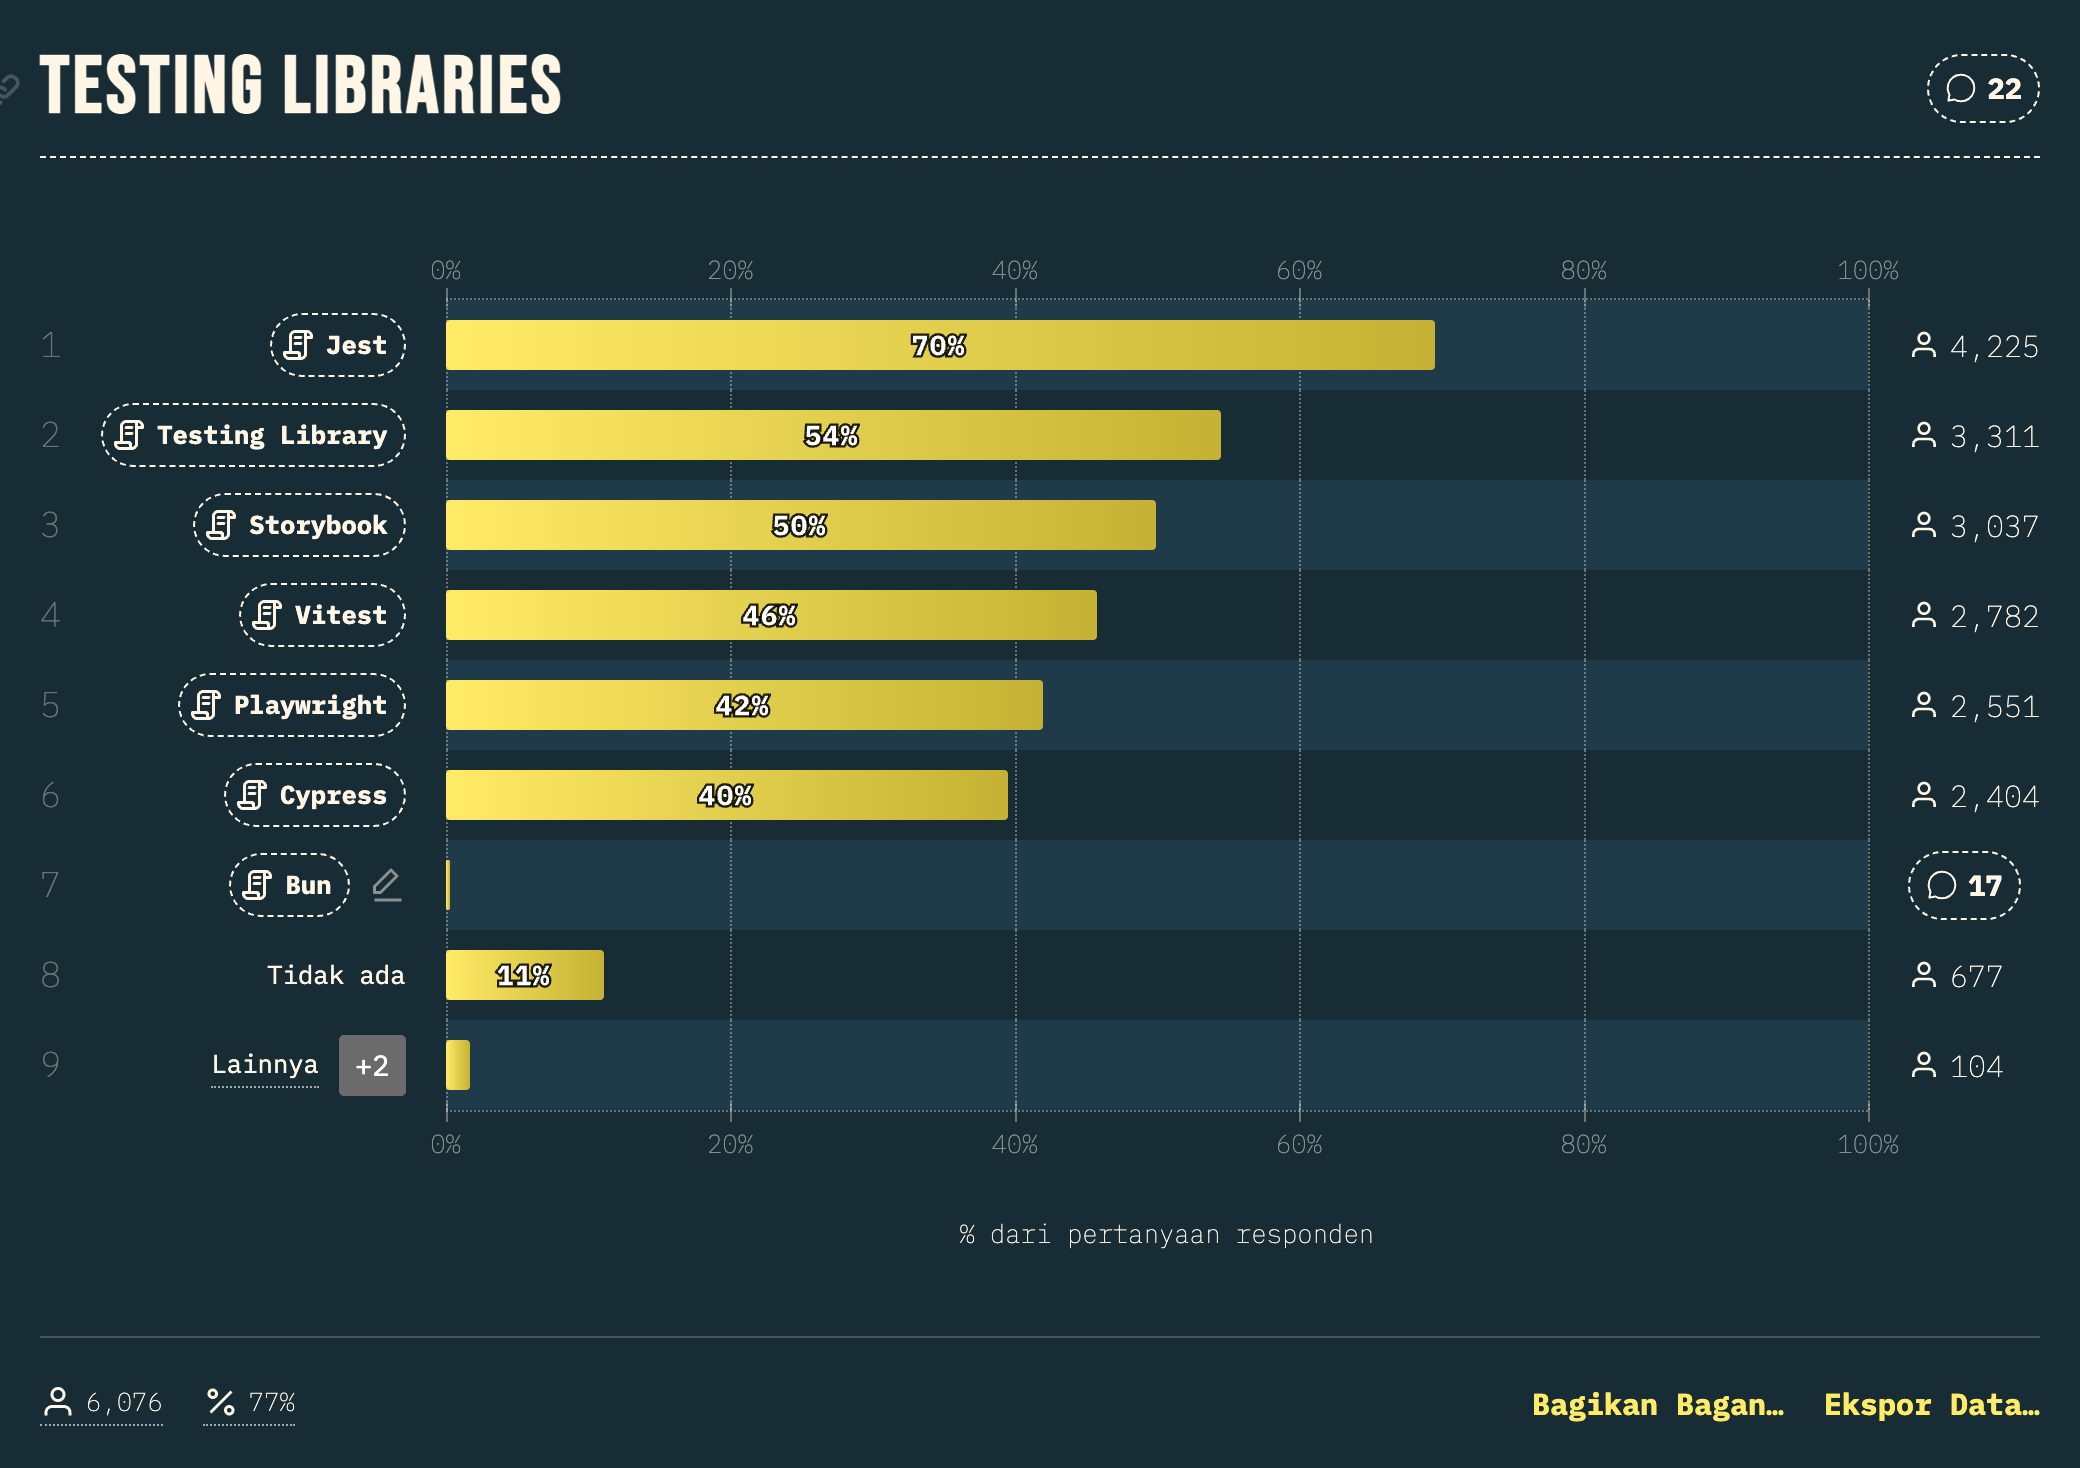 TESTING LIBRARIES
22
0% 20% 40% 60% 80% 100%
1 Jest 70% 4,225
2 Testing Library 54% 3,311
3 Storybook 50% 3,037
4 Vitest 46% 2,782
5 Playwright 42% 2,551
6 Cypress 40% 2,404
7 Bun 17
8 Tidak ada 11% 677
9 Lainnya +2 104
0% 20% 40% 60% 80% 100%
% dari pertanyaan responden
6,076 77% Bagikan Bagan… Ekspor Data…